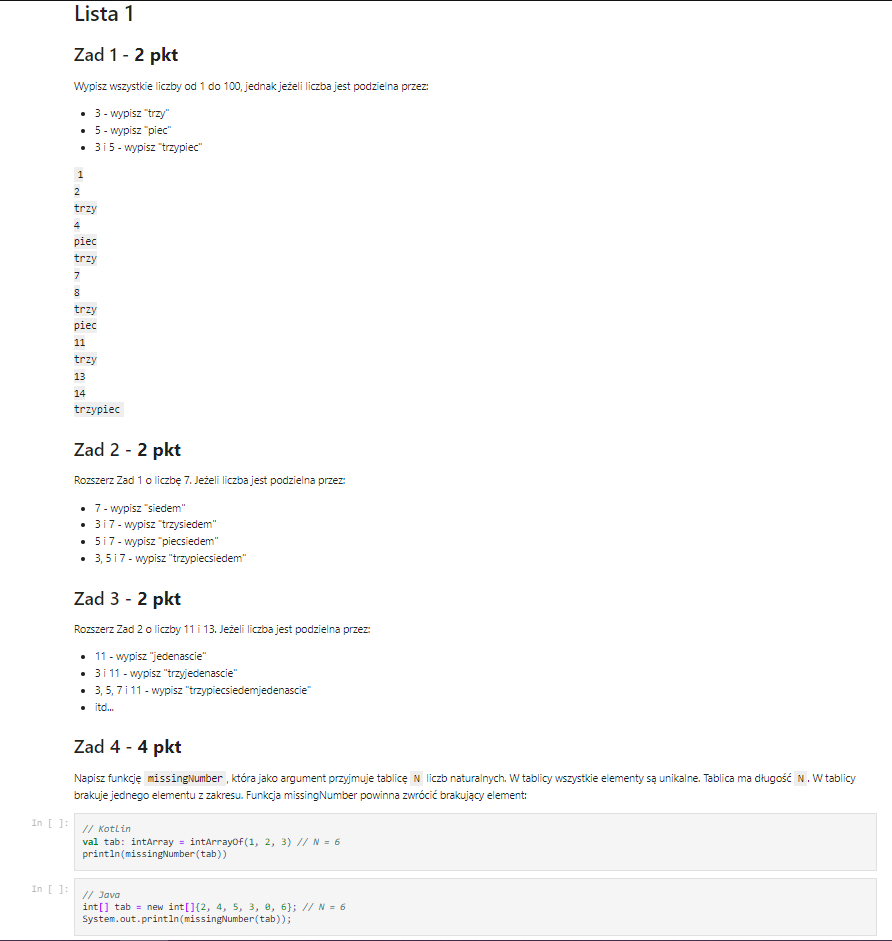 Lista 1
Zad 1 - 2 pkt
Wypisz wszystkie liczby od 1 do 100, jednak jeżeli liczba jest podzielna przez:
3 - wypisz "trzy"
5 - wypisz "piec"
3 i 5 - wypisz "trzypiec"
1
2
trzy
4
piec
trzy
7
8
trzy
piec
11
trzy
13
14
trzypiec
Zad 2 - 2 pkt
Rozszerz Zad 1 o liczbę 7. Jeżeli liczba jest podzielna przez:
7 - wypisz "siedem"
3 i 7 - wypisz "trzysiedem"
5 i 7 - wypisz "piecsiedem"
3, 5 i 7 - wypisz "trzypiecsiedem"
Zad 3 - 2 pkt
Rozszerz Zad 2 o liczby 11 i 13. Jeżeli liczba jest podzielna przez:
11 - wypisz "jedenascie"
3 i 11 - wypisz "trzyjedenascie"
3, 5, 7 i 11 - wypisz "trzypiecsiedemjedenascie"
itd...
Zad 4 - 4 pkt
Napisz funkcję missingNumber, która jako argument przyjmuje tablicę N liczb naturalnych. W tablicy wszystkie elementy są unikalne. Tablica ma długość N. W tablicy
brakuje jednego elementu z zakresu. Funkcja missingNumber powinna zwrócić brakujący element:
In [ ]:
// Kotlin
val tab: intArray = intArrayOf(1, 2, 3) // N = 6
println(missingNumber(tab))
In [ ]:
// Java
int[] tab = new int[]{2, 4, 5, 3, 0, 6}; // N = 6
System.out.println(missingNumber(tab));